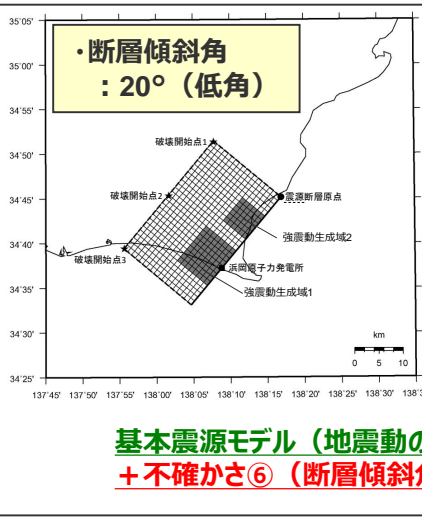 ・断層傾斜角
：20°（低角）
35˚05'
35˚00'
34˚55'
34˚50'
34˚45'
34˚40'
34˚35'
34˚30'
34˚25'
破壊開始点1
破壊開始点2
震源断層原点
強震動生成域2
破壊開始点3
浜岡原子力発電所
強震動生成域1
km
0 5 10
137˚45' 137˚50' 137˚55' 138˚00' 138˚05' 138˚10' 138˚15' 138˚20' 138˚25' 138˚30' 138˚3
基本震源モデル（地震動の
＋不確かさ⑥（断層傾斜角